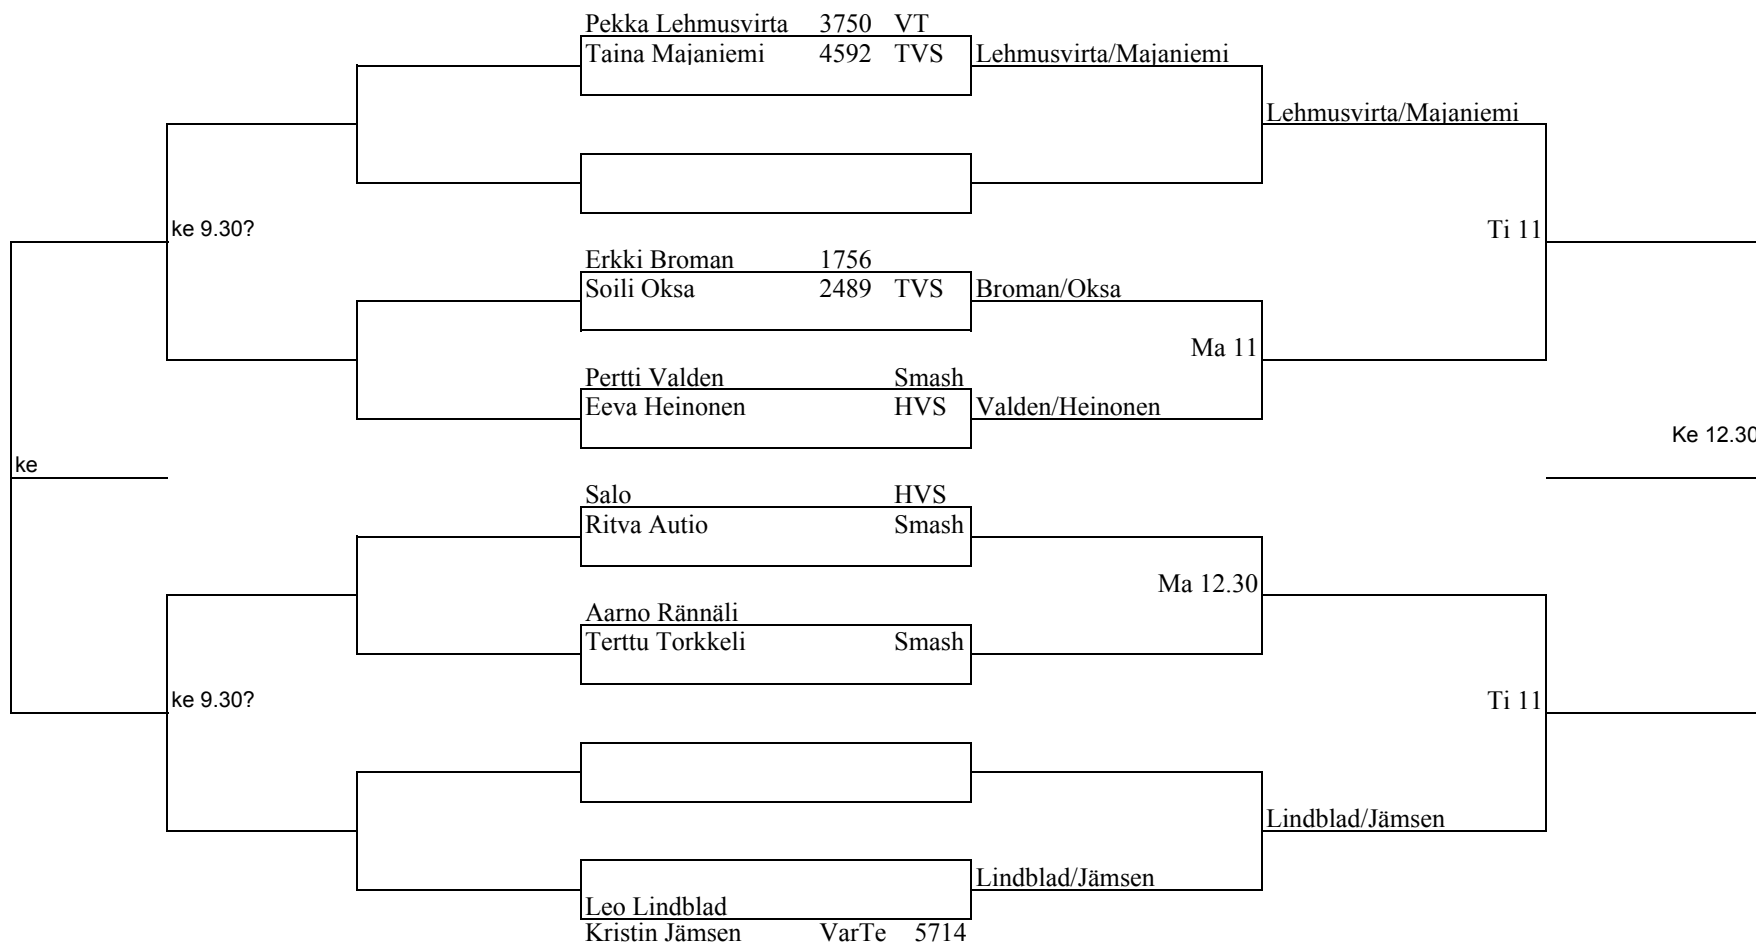 Pekka Lehmusvirta 3750 VT
Taina Majaniemi 4592 TVS Lehmusvirta/Majaniemi
Lehmusvirta/Majaniemi
ke 9.30? Ti 11
Erkki Broman 1756
Soili Oksa 2489 TVS Broman/Oksa
Ma 11
Pertti Valden Smash
Eeva Heinonen HVS Valden/Heinonen
Ke 12.30
ke
Salo HVS
Ritva Autio Smash
Ma 12.30
Aarno Rännäli
Terttu Torkkeli Smash
ke 9.30? Ti 11
Lindblad/Jämsen
Lindblad/Jämsen
Leo Lindblad
Kristin Jämsen VarTe 5714